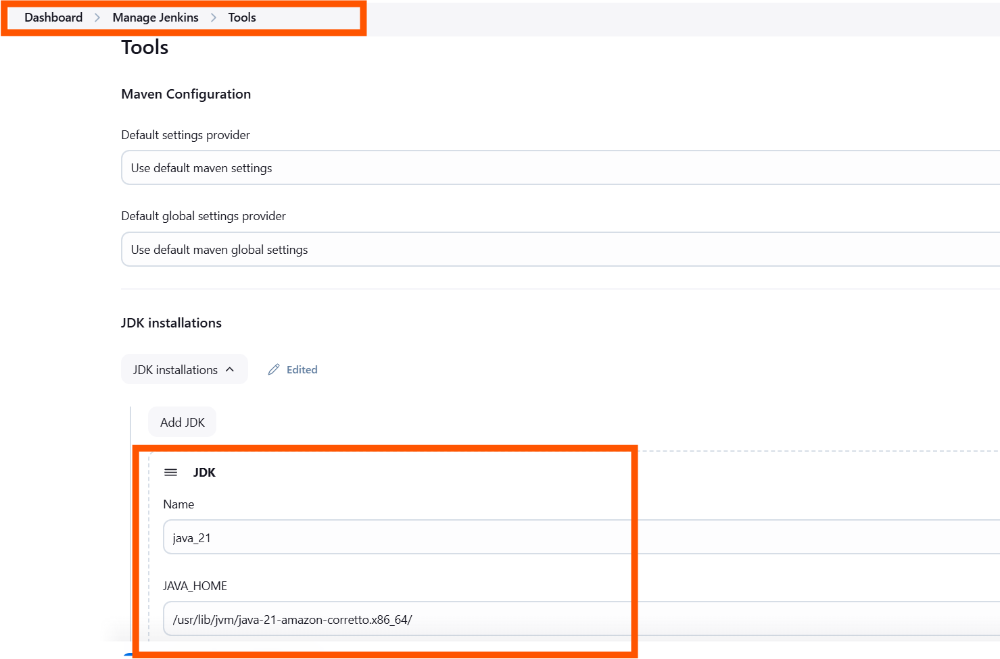 Dashboard > Manage Jenkins > Tools
Tools
Maven Configuration
Default settings provider
Use default maven settings
Default global settings provider
Use default maven global settings
JDK installations
JDK installations Edited
Add JDK
JDK
Name
java_21
JAVA_HOME
/usr/lib/jvm/java-21-amazon-corretto.x86_64/